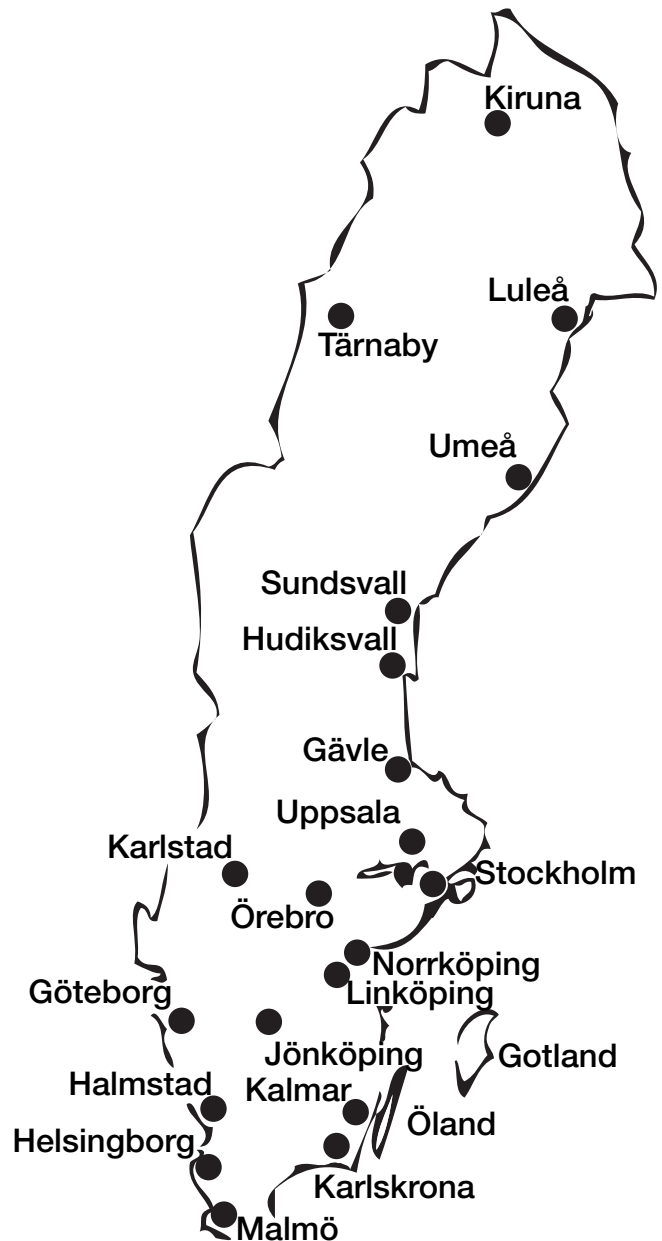 Kiruna
Luleå
Tärnaby
Umeå
Sundsvall
Hudiksvall
Gävle
Uppsala
Karlstad
Stockholm
Örebro
Norrköping
Göteborg
Linköping
Jönköping
Gotland
Halmstad
Kalmar
Öland
Helsingborg
Karlskrona
Malmö